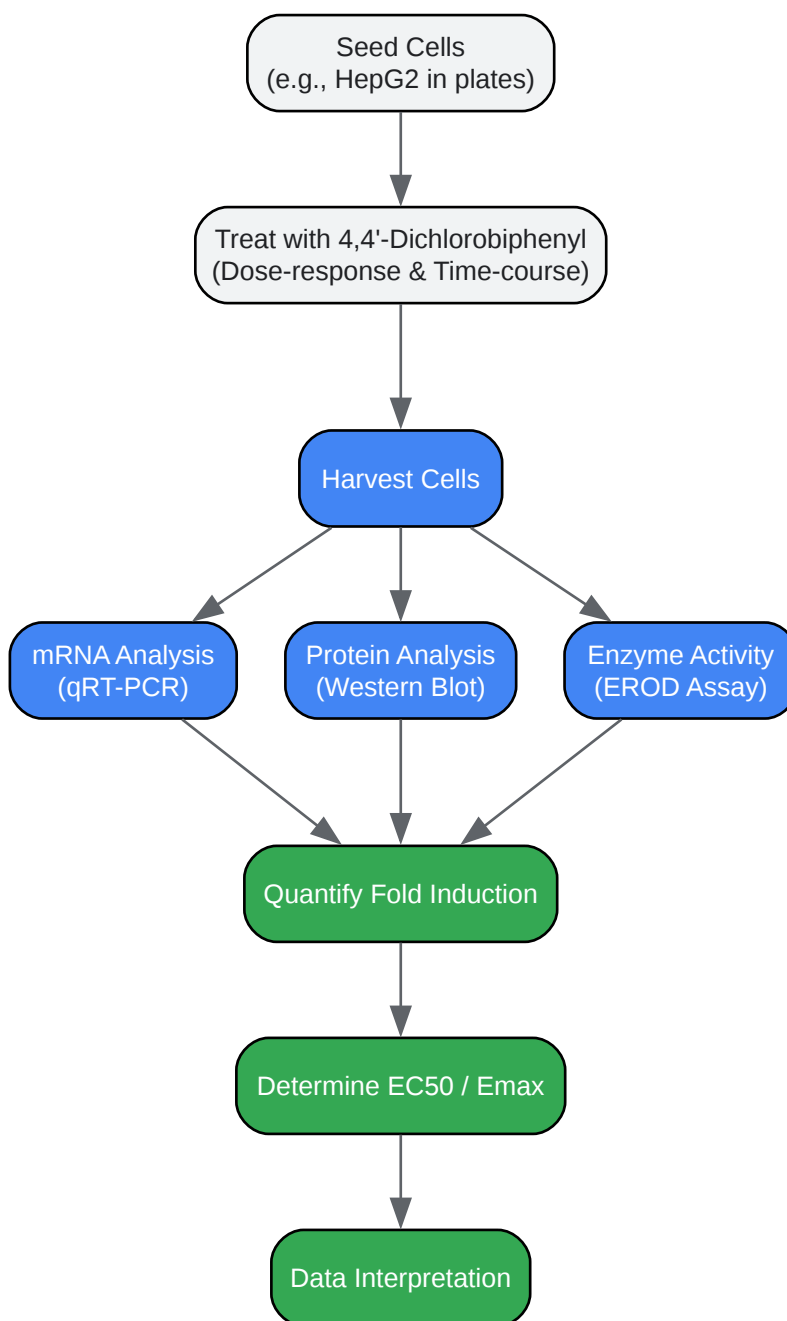 Seed Cells
(e.g., HepG2 in plates)
Treat with 4,4'-Dichlorobiphenyl
(Dose-response & Time-course)
Harvest Cells
mRNA Analysis
(qRT-PCR)
Protein Analysis
(Western Blot)
Enzyme Activity
(EROD Assay)
Quantify Fold Induction
Determine EC50 / Emax
Data Interpretation